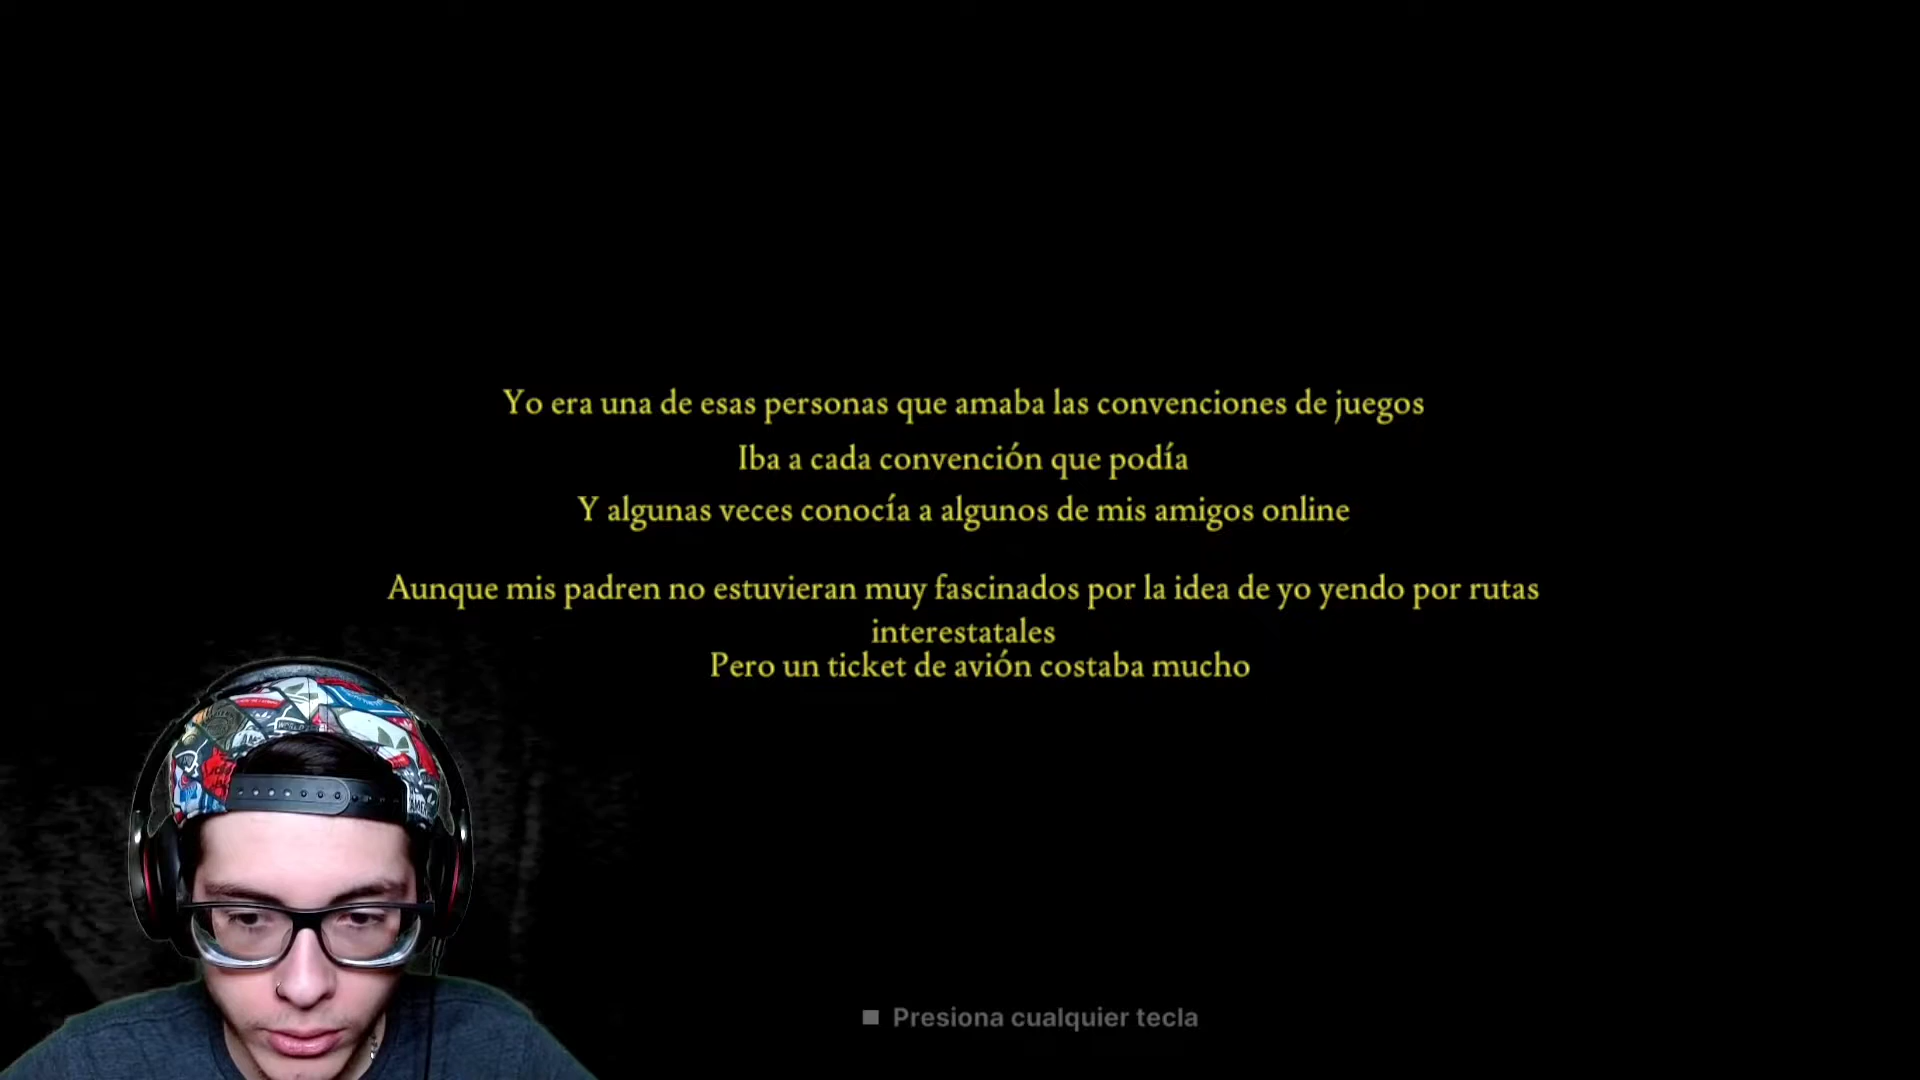 Yo era una de esas personas que amaba las convenciones de juegos
Iba a cada convención que podía
Y algunas veces conocía a algunos de mis amigos online
Aunque mis padren no estuvieran muy fascinados por la idea de yo yendo por rutas
interestatales
Pero un ticket de avión costaba mucho
Presiona cualquier tecla